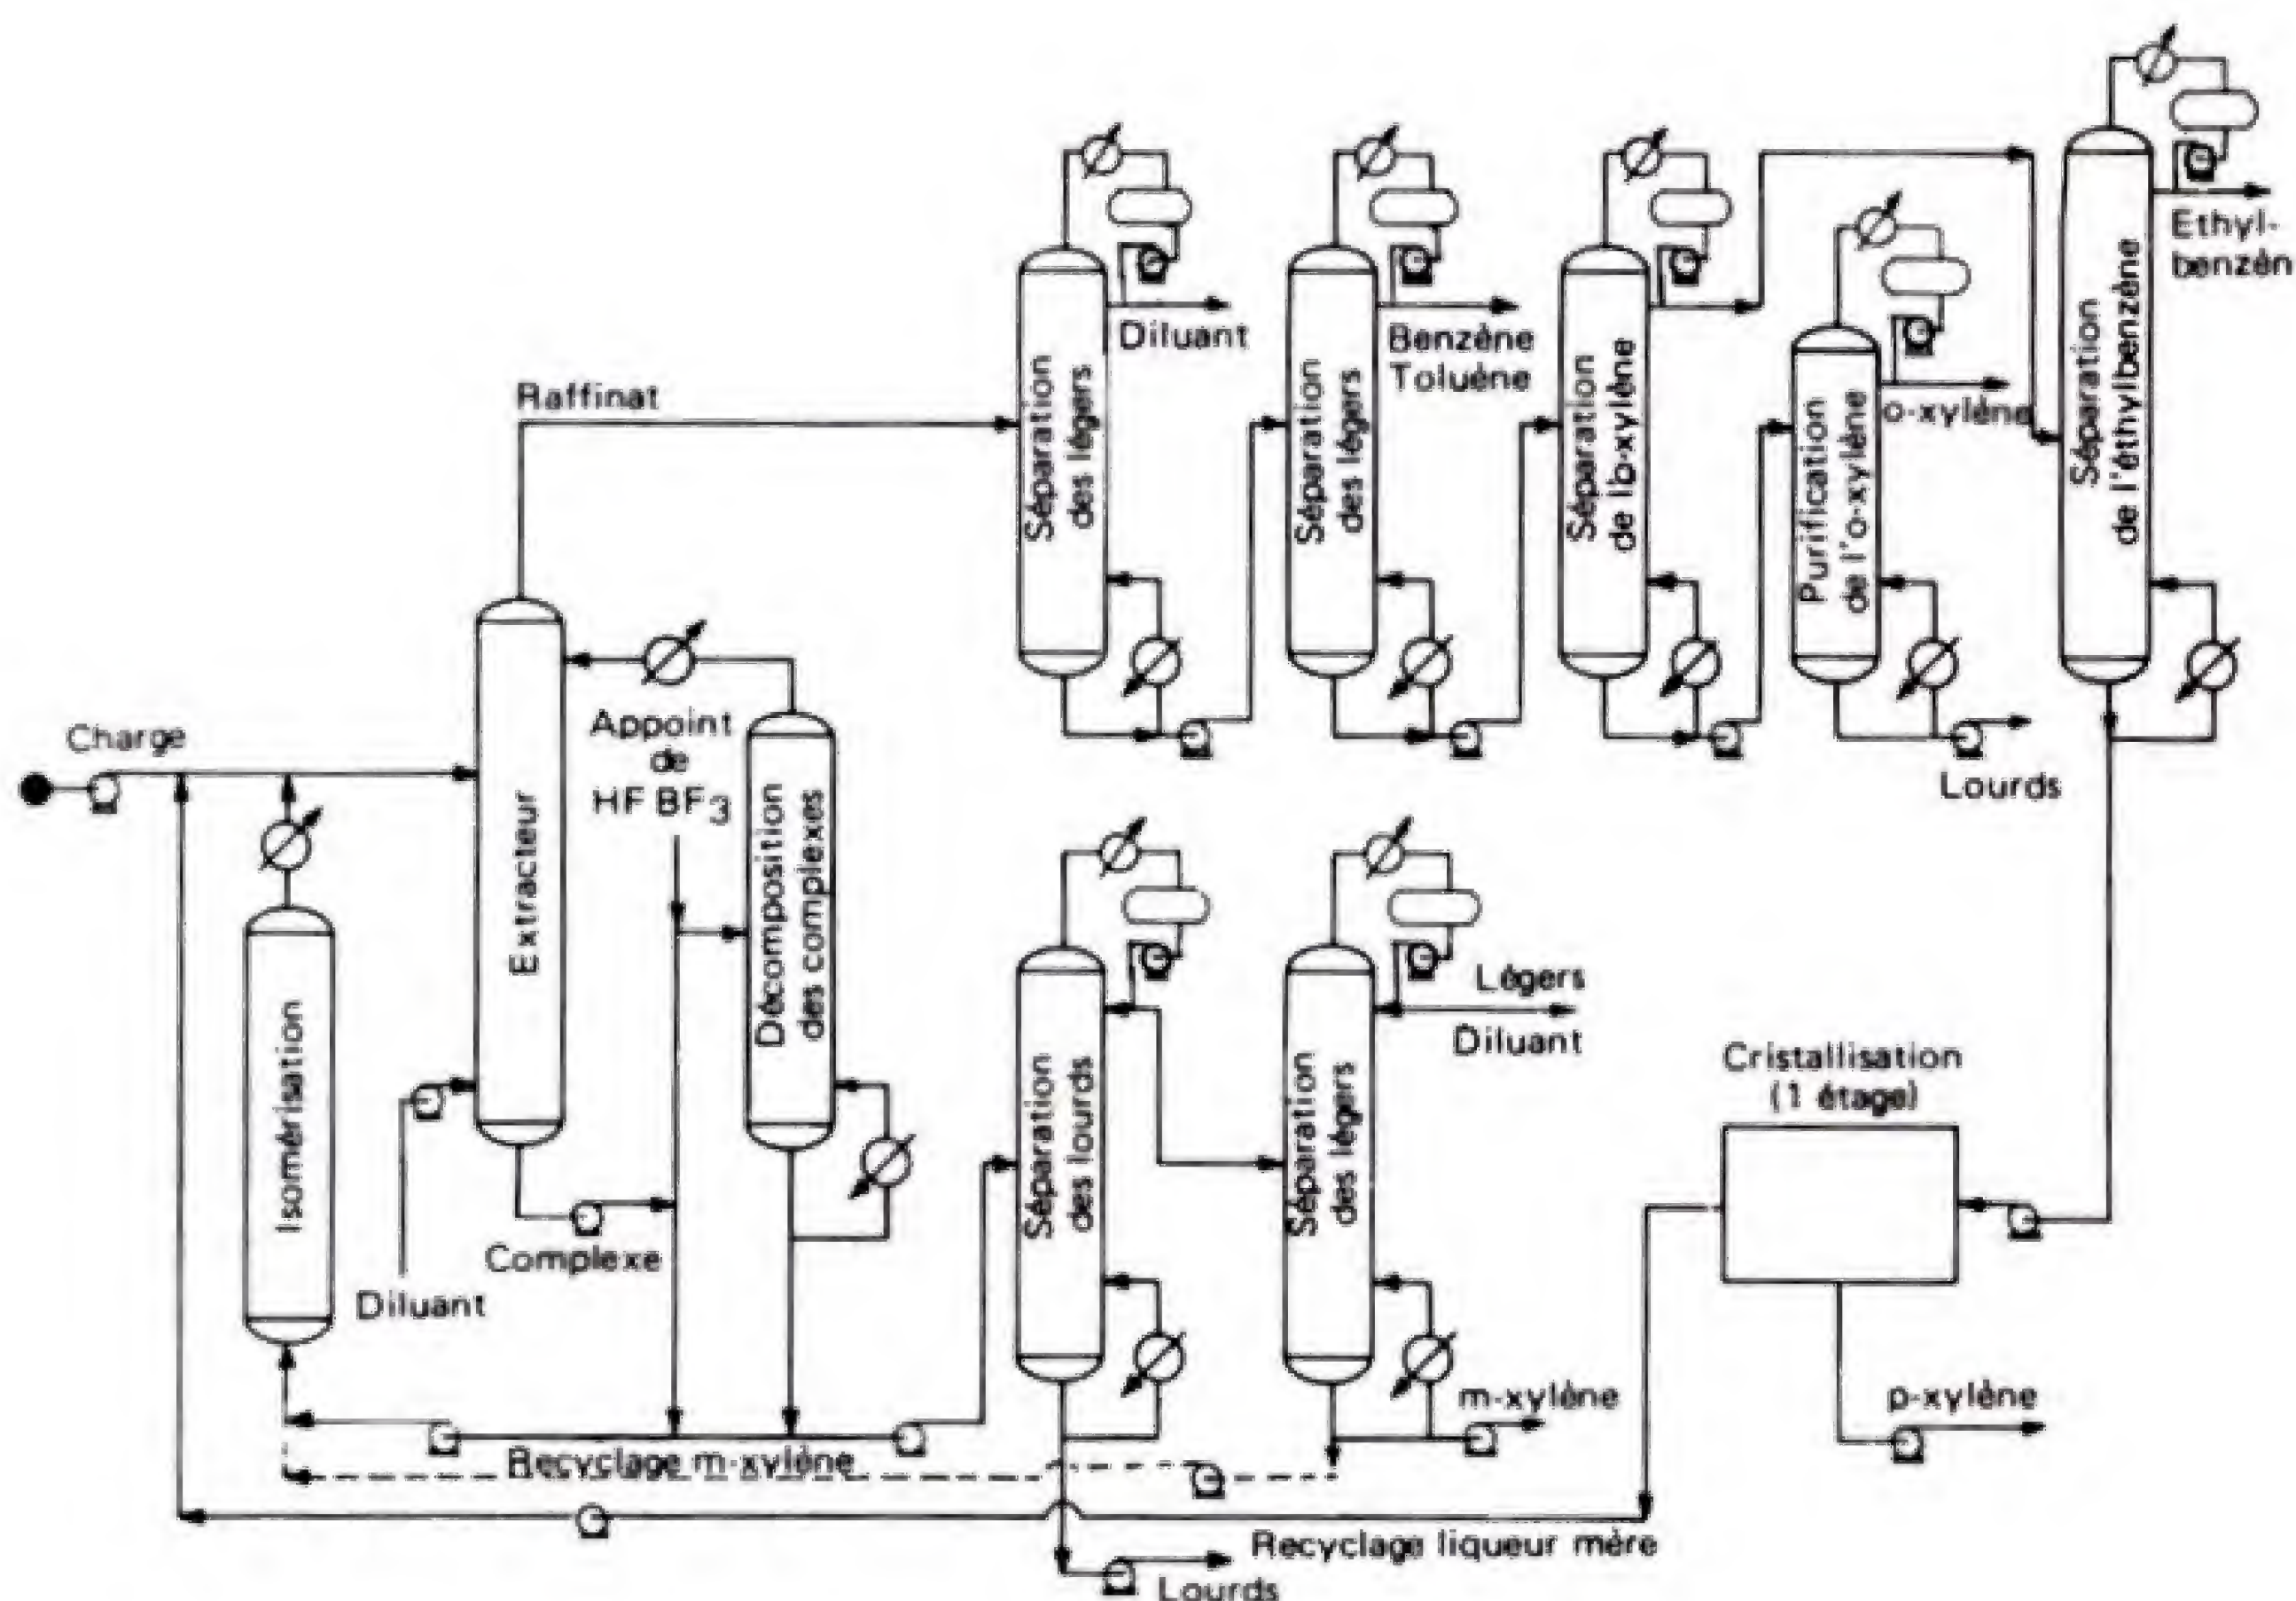 Ethyl-
benzèn
Diluant
Benzène
Toluène
Séparation
des légers
Séparation
des légers
Séparation
de lb-xylène
Purification
de l'o-xylène
o-xylène
Séparation
de l'éthylbenzène
Raffinat
Charge
Appoint
de
HF BF3
Lourds
Extracteur
Décomposition
des complexes
Isomérisation
Légers
Diluant
Séparation
des lourds
Séparation
des légers
Cristallisation
(1 étage)
Complexe
Diluant
m-xylène
p-xylène
Recyclage m-xylène
Recyclage liqueur mère
Lourds